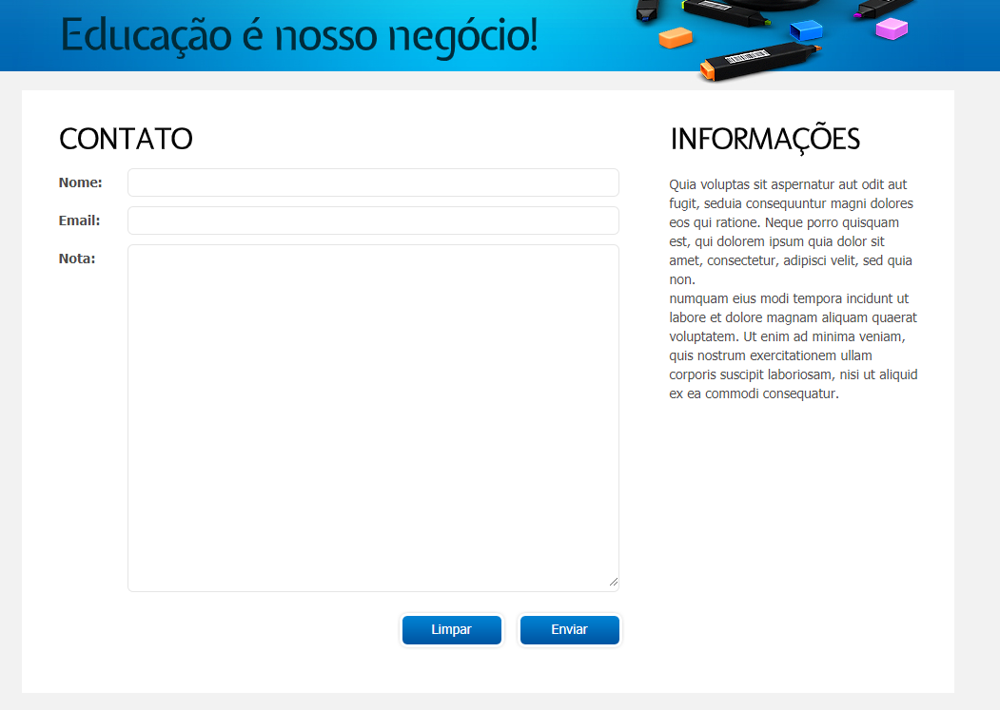 Educação é nosso negócio!
CONTATO
Nome:
Email:
Nota:
Limpar
Enviar
INFORMAÇÕES
Quia voluptas sit aspernatur aut odit aut
fugit, seduia consequuntur magni dolores
eos qui ratione. Neque porro quisquam
est, qui dolorem ipsum quia dolor sit
amet, consectetur, adipisci velit, sed quia
non.
numquam eius modi tempora incidunt ut
labore et dolore magnam aliquam quaerat
voluptatem. Ut enim ad minima veniam,
quis nostrum exercitationem ullam
corporis suscipit laboriosam, nisi ut aliquid
ex ea commodi consequatur.